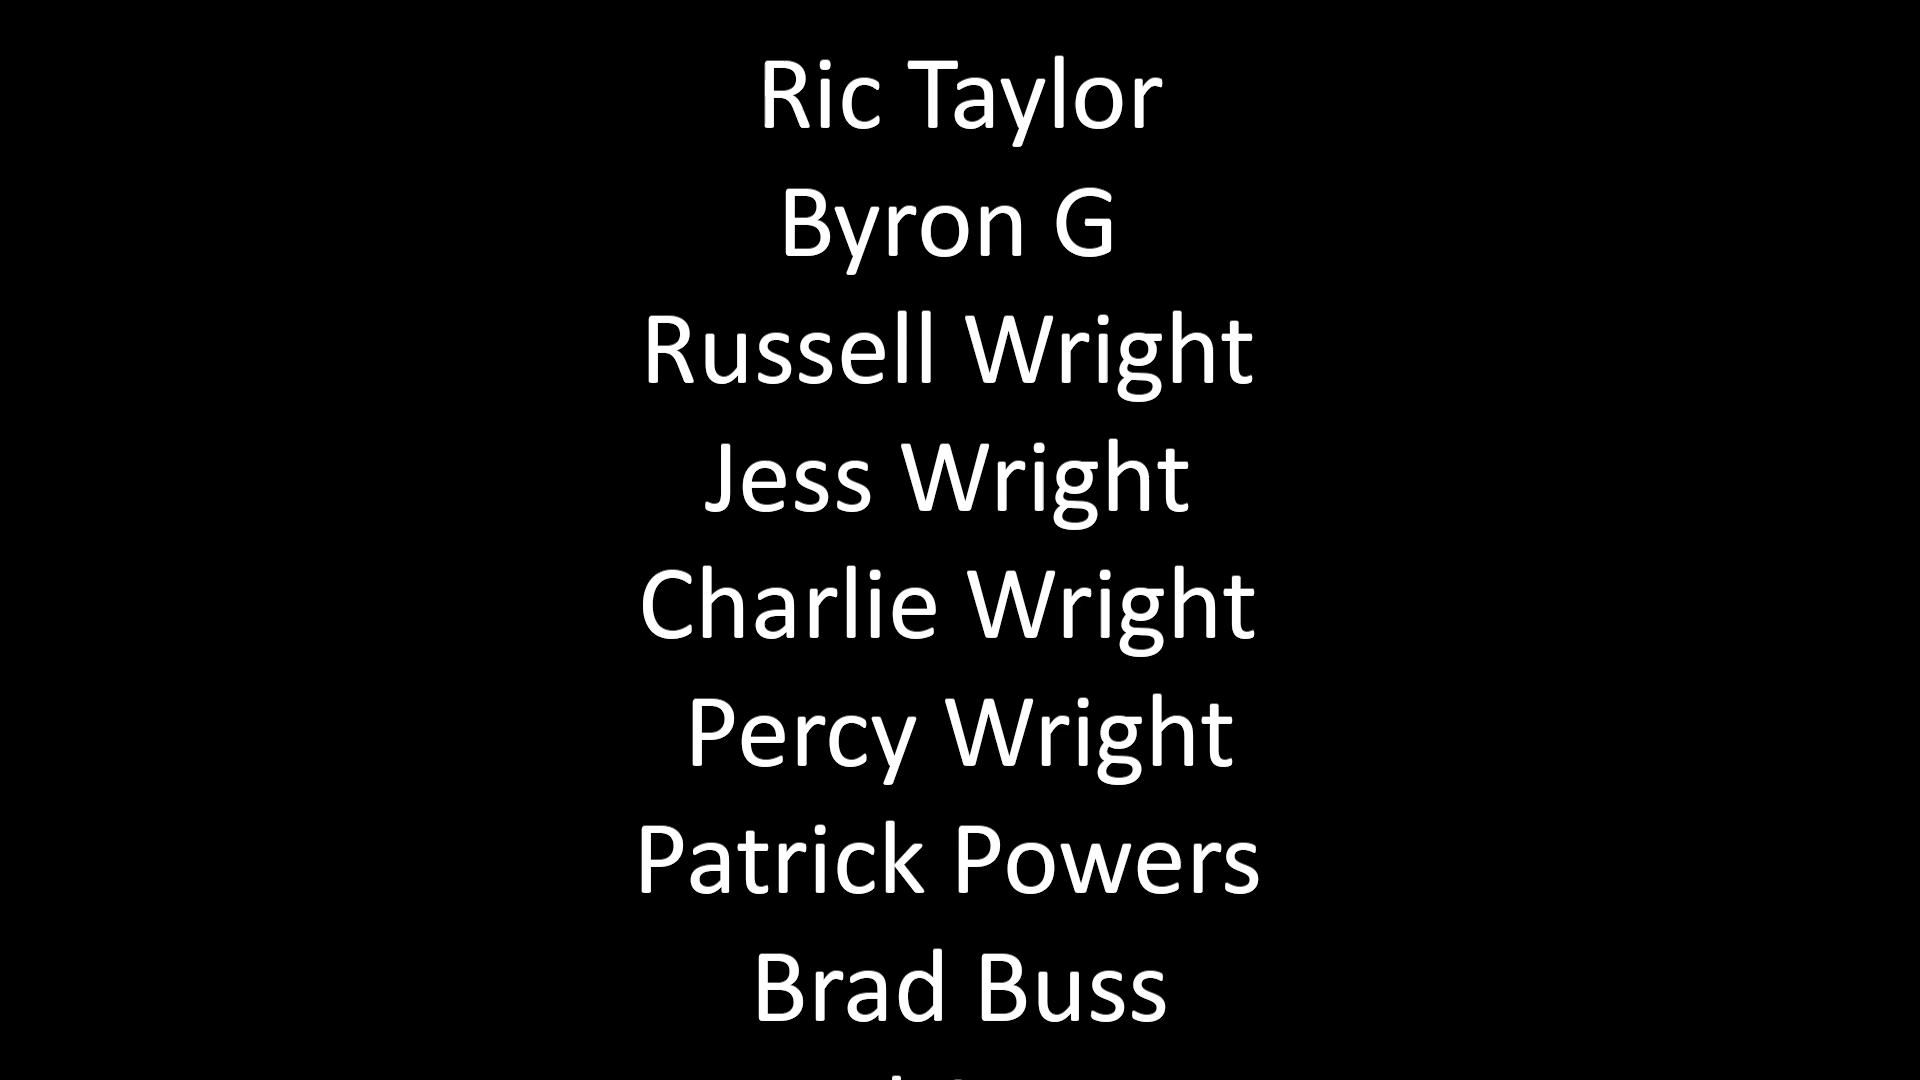 Ric Taylor
Byron G
Russell Wright
Jess Wright
Charlie Wright
Percy Wright
Patrick Powers
Brad Buss